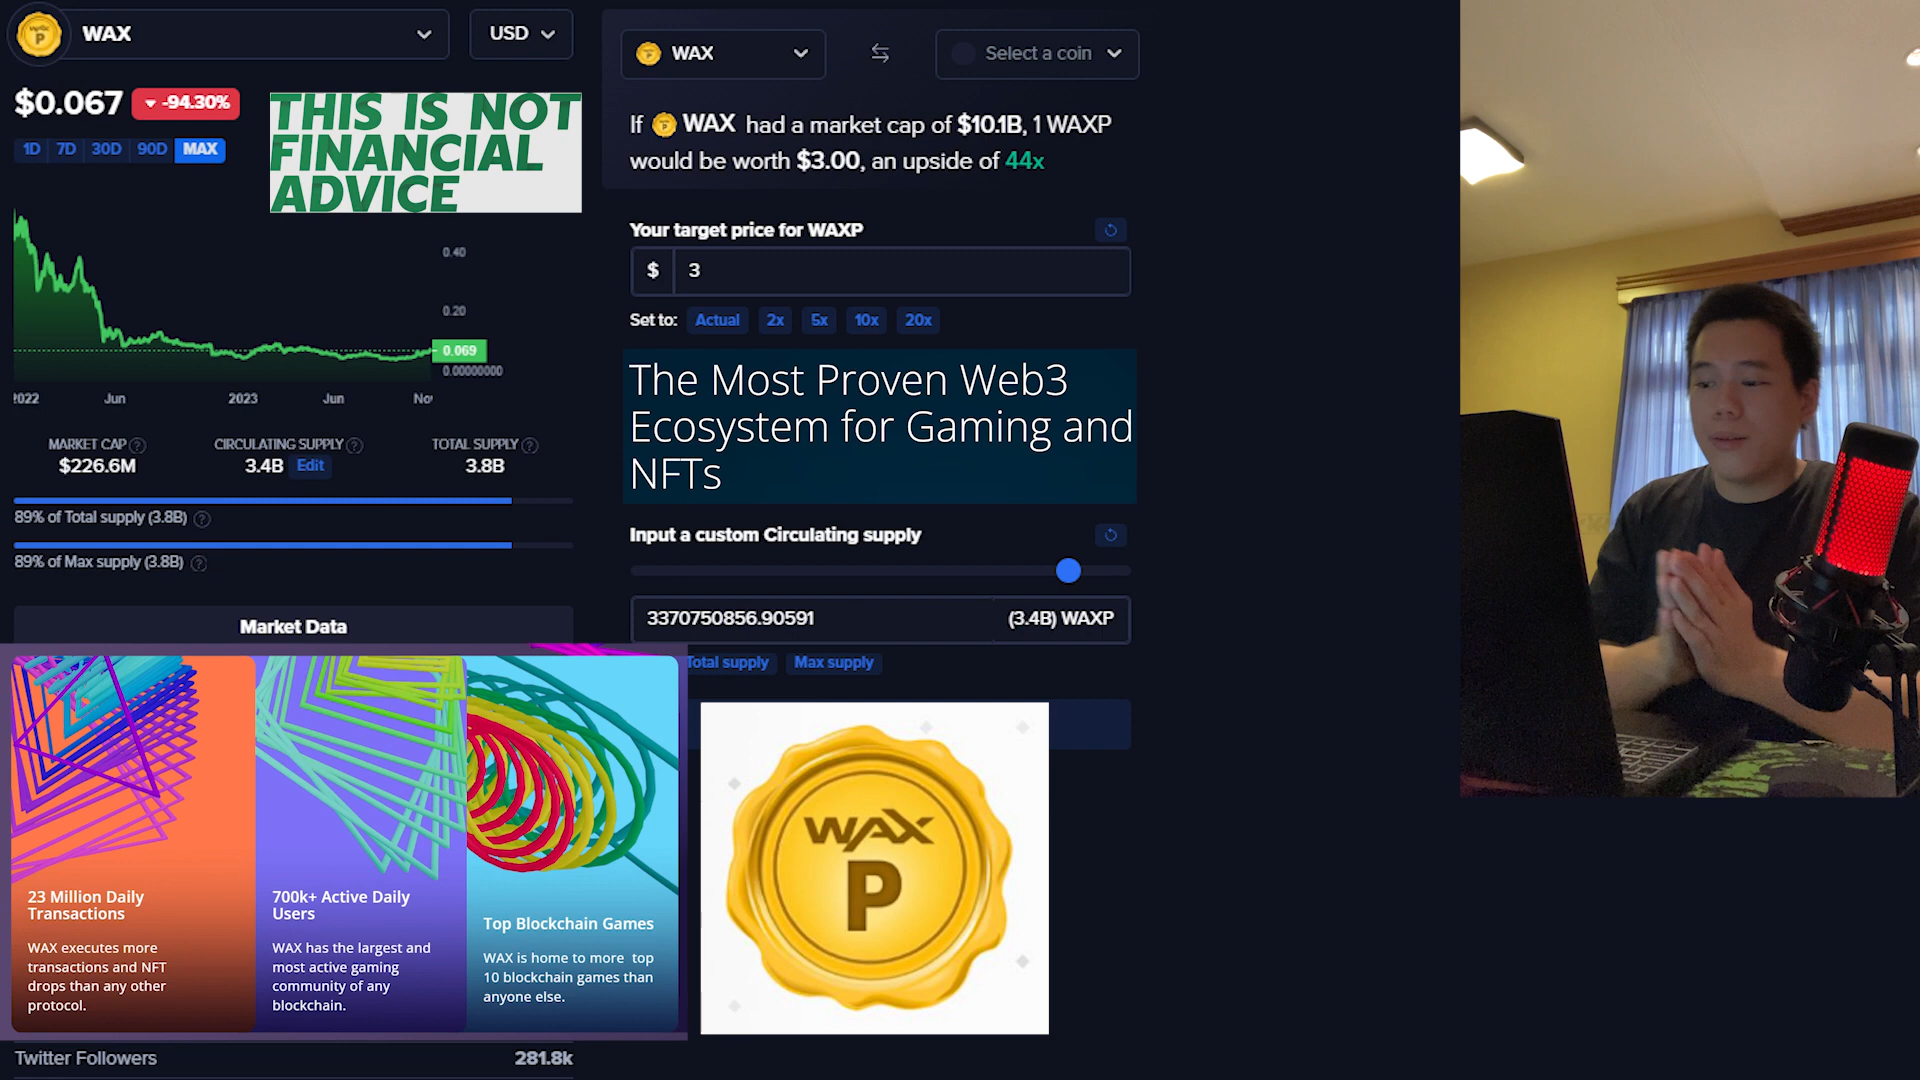 WAX
USD
$0.067
-94.30%
1D 7D 30D 90D MAX
THIS IS NOT
FINANCIAL
ADVICE
0.40
0.20
0.069
0.00000000
2022 Jun 2023 Jun Nov
MARKET CAP ?
$226.6M
CIRCULATING SUPPLY ?
3.4B Edit
TOTAL SUPPLY ?
3.8B
89% of Total supply (3.8B) ?
89% of Max supply (3.8B) ?
Market Data
23 Million Daily
Transactions
WAX executes more
transactions and NFT
drops than any other
protocol.
700k+ Active Daily
Users
WAX has the largest and
most active gaming
community of any
blockchain.
Top Blockchain Games
WAX is home to more top
10 blockchain games than
anyone else.
Twitter Followers 281.8k
WAX
Select a coin
If WAX had a market cap of $10.1B, 1 WAXP
would be worth $3.00, an upside of 44x
Your target price for WAXP
$ 3
Set to: Actual 2x 5x 10x 20x
The Most Proven Web3
Ecosystem for Gaming and
NFTs
Input a custom Circulating supply
3370750856.90591 (3.4B) WAXP
Total supply Max supply
WAX
P